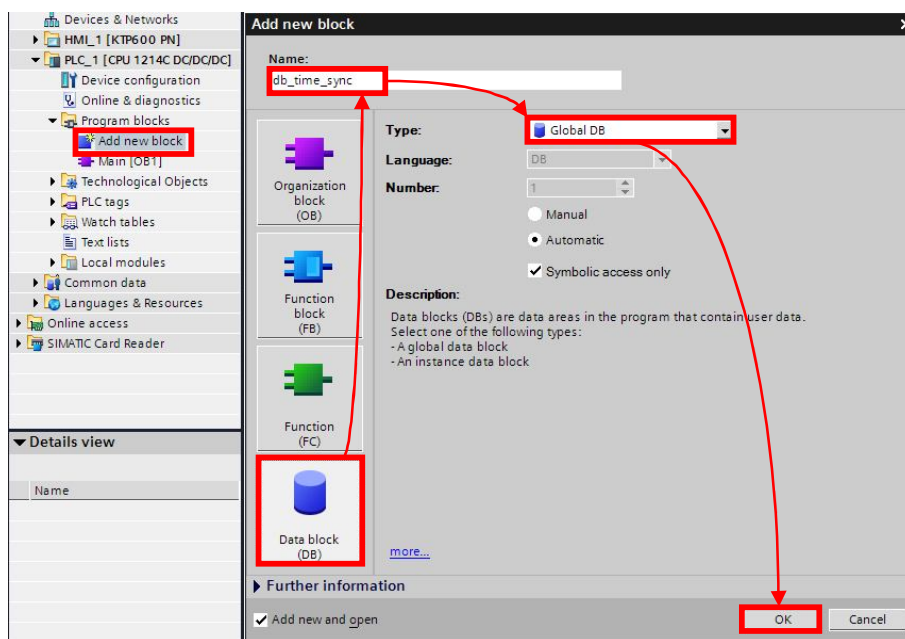 Devices & Networks
HMI_1 [KTP600 PN]
PLC_1 [CPU 1214C DC/DC/DC]
Device configuration
Online & diagnostics
Program blocks
Add new block
Main [OB1]
Technological Objects
PLC tags
Watch tables
Text lists
Local modules
Common data
Languages & Resources
Online access
SIMATIC Card Reader
Details view
Name
Add new block
Name:
db_time_sync
Organization
block
(OB)
Function
block
(FB)
Function
(FC)
Data block
(DB)
Type:
Global DB
Language:
DB
Number:
1
Manual
Automatic
Symbolic access only
Description:
Data blocks (DBs) are data areas in the program that contain user data.
Select one of the following types:
- A global data block
- An instance data block
more...
Further information
Add new and open
OK
Cancel